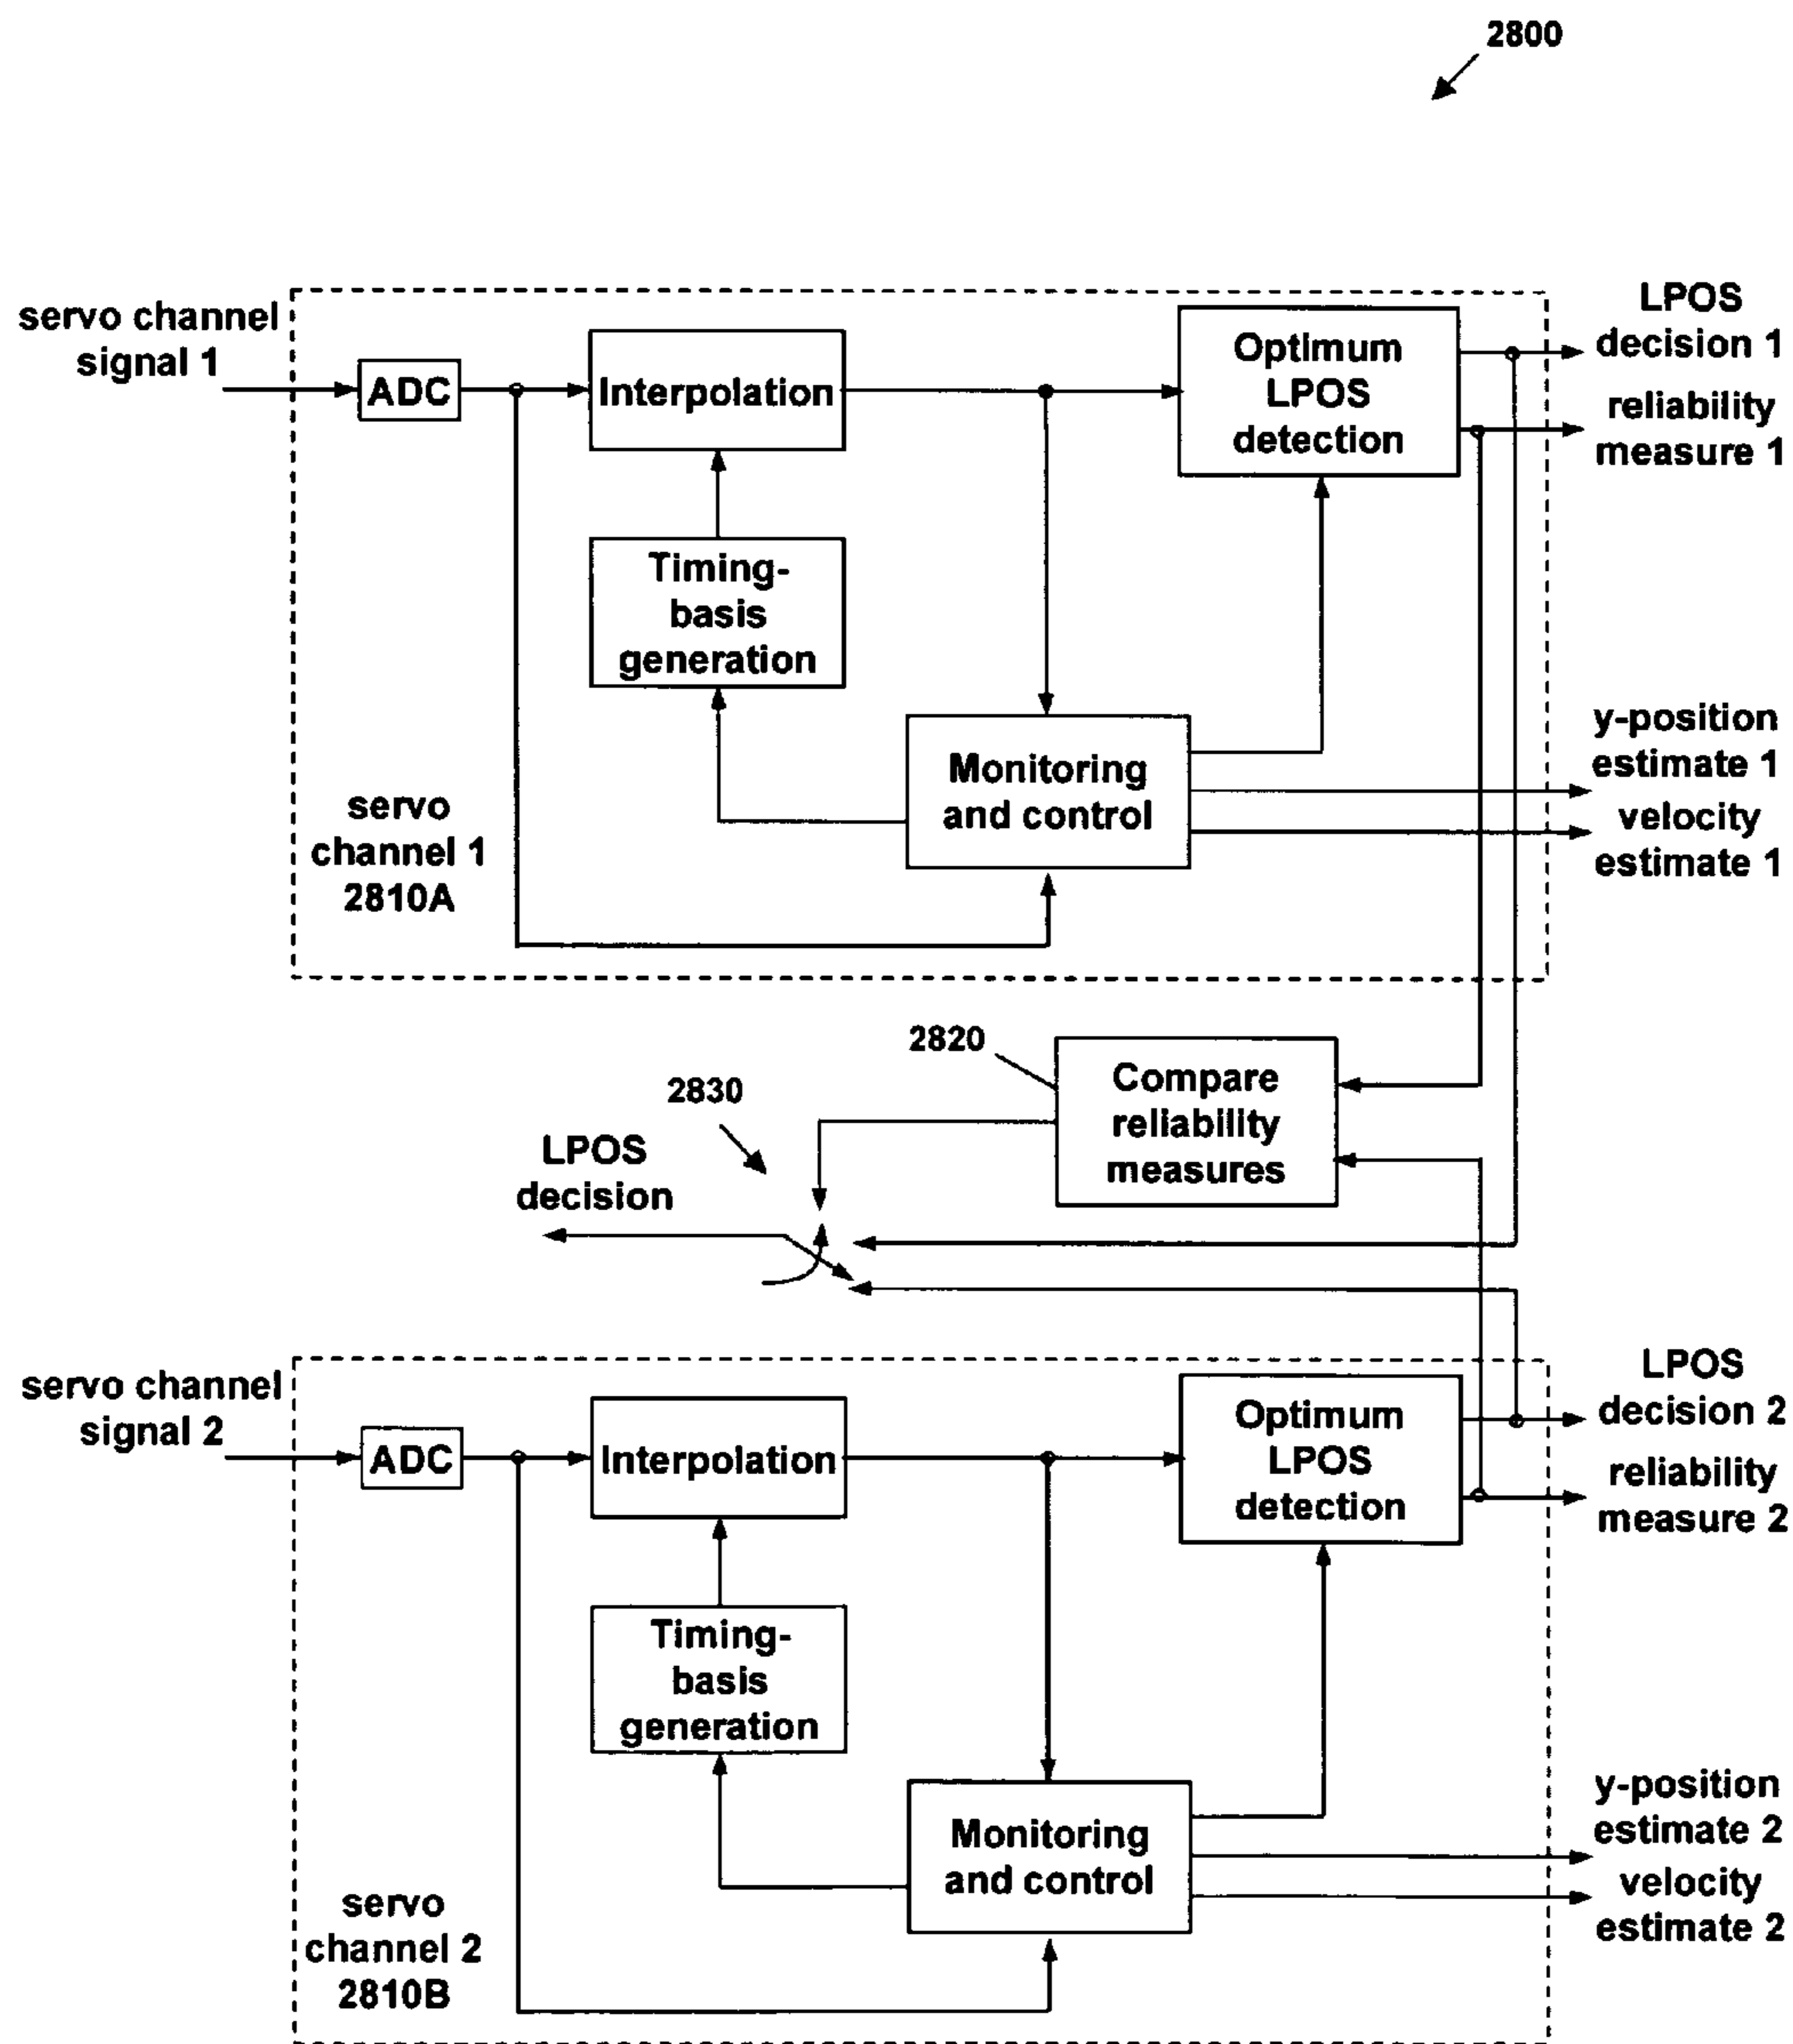 2800
servo channel
signal 1
ADC
Interpolation
Optimum
LPOS
detection
LPOS
decision 1
reliability
measure 1
Timing-
basis
generation
Monitoring
and control
y-position
estimate 1
velocity
estimate 1
servo
channel 1
2810A
2820
Compare
reliability
measures
2830
LPOS
decision
servo channel
signal 2
ADC
Interpolation
Optimum
LPOS
detection
LPOS
decision 2
reliability
measure 2
Timing-
basis
generation
Monitoring
and control
y-position
estimate 2
velocity
estimate 2
servo
channel 2
2810B